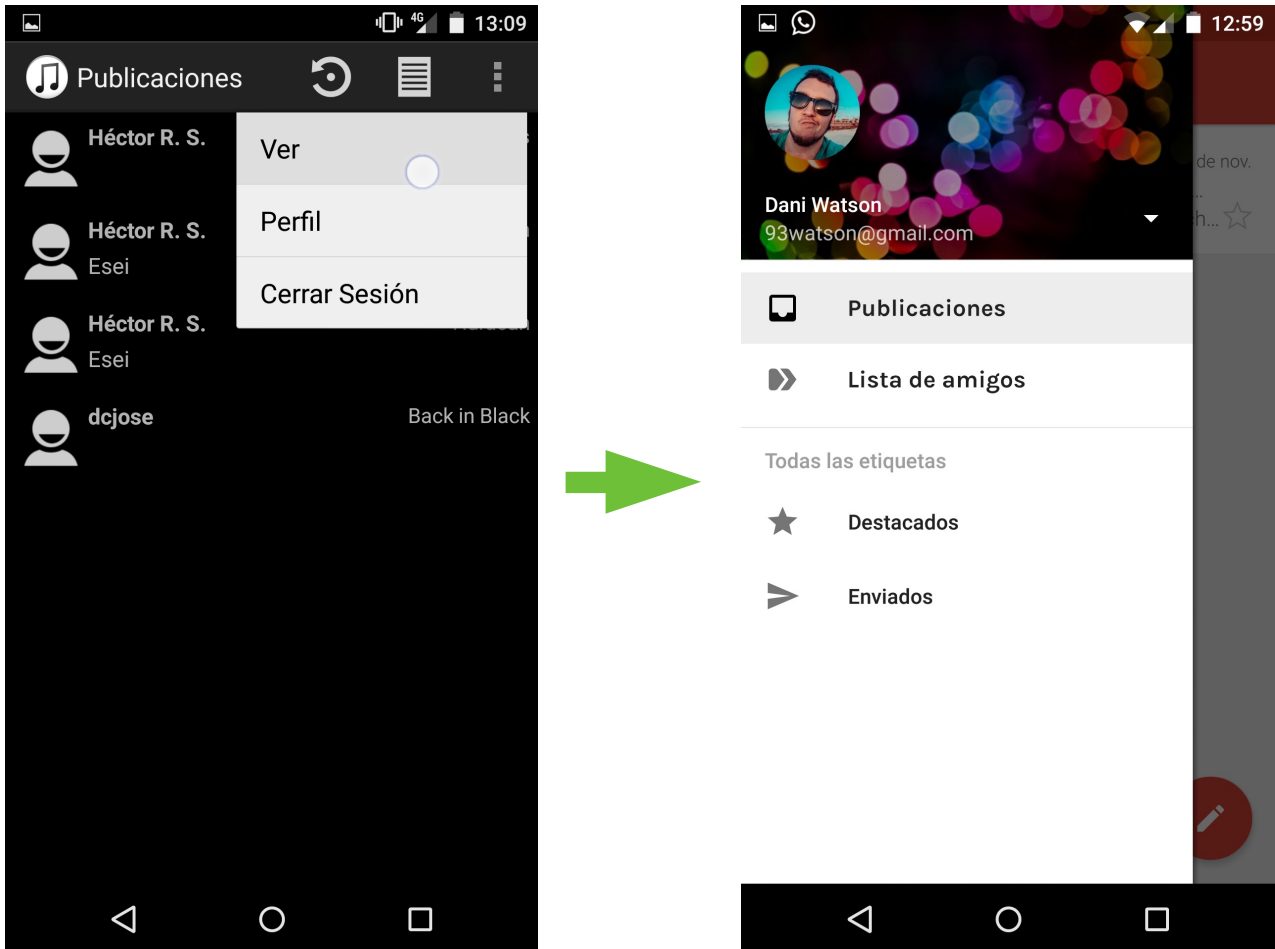 4G 13:09
Publicaciones
Héctor R. S.
Ver
Perfil
Héctor R. S.
Esei
Cerrar Sesión
Héctor R. S.
Esei
dcjose Back in Black
12:59
de nov.
...
h...
Dani Watson
93watson@gmail.com
Publicaciones
Lista de amigos
Todas las etiquetas
Destacados
Enviados